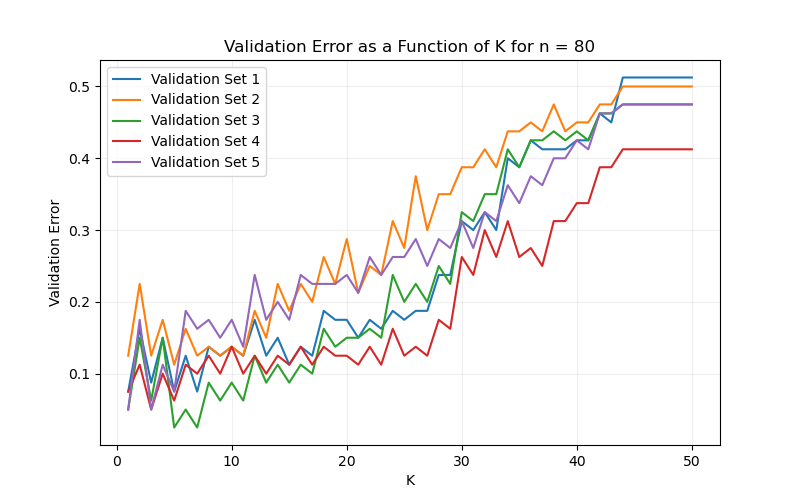 Validation Error as a Function of K for n = 80
Validation Set 1
Validation Set 2
Validation Set 3
Validation Set 4
Validation Set 5
Validation Error
0.5
0.4
0.3
0.2
0.1
0 10 20 30 40 50
K